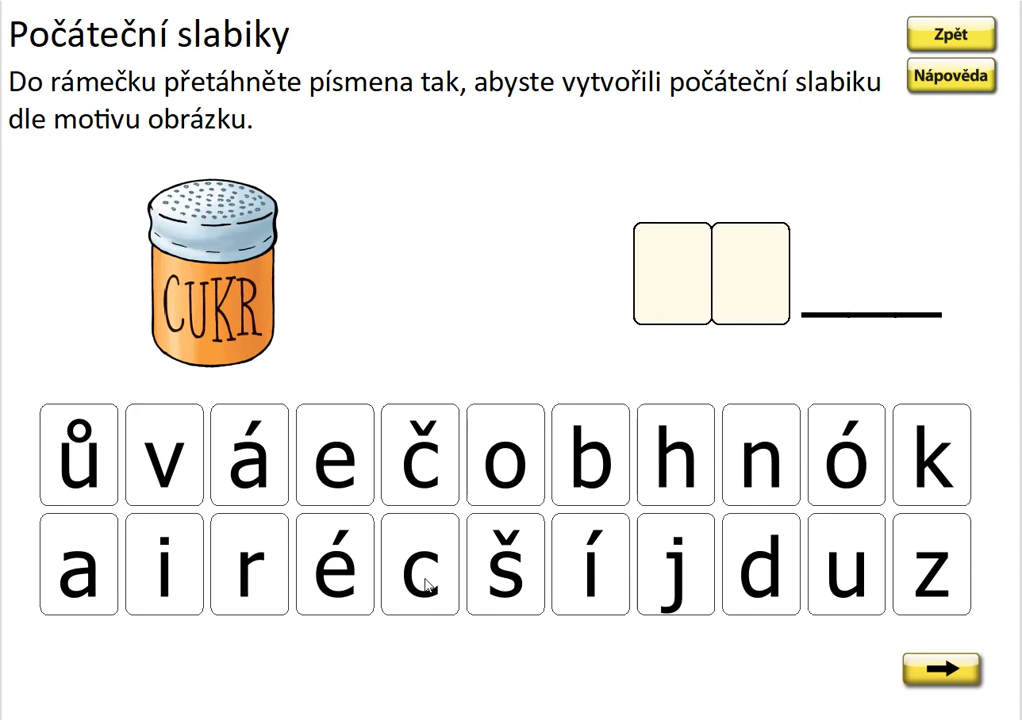 Počáteční slabiky
Zpět
Do rámečku přetáhněte písmena tak, abyste vytvořili počáteční slabiku
Nápověda
dle motivu obrázku.
CUKR
ů v á e č o b h n ó k
a i r é c š í j d u z